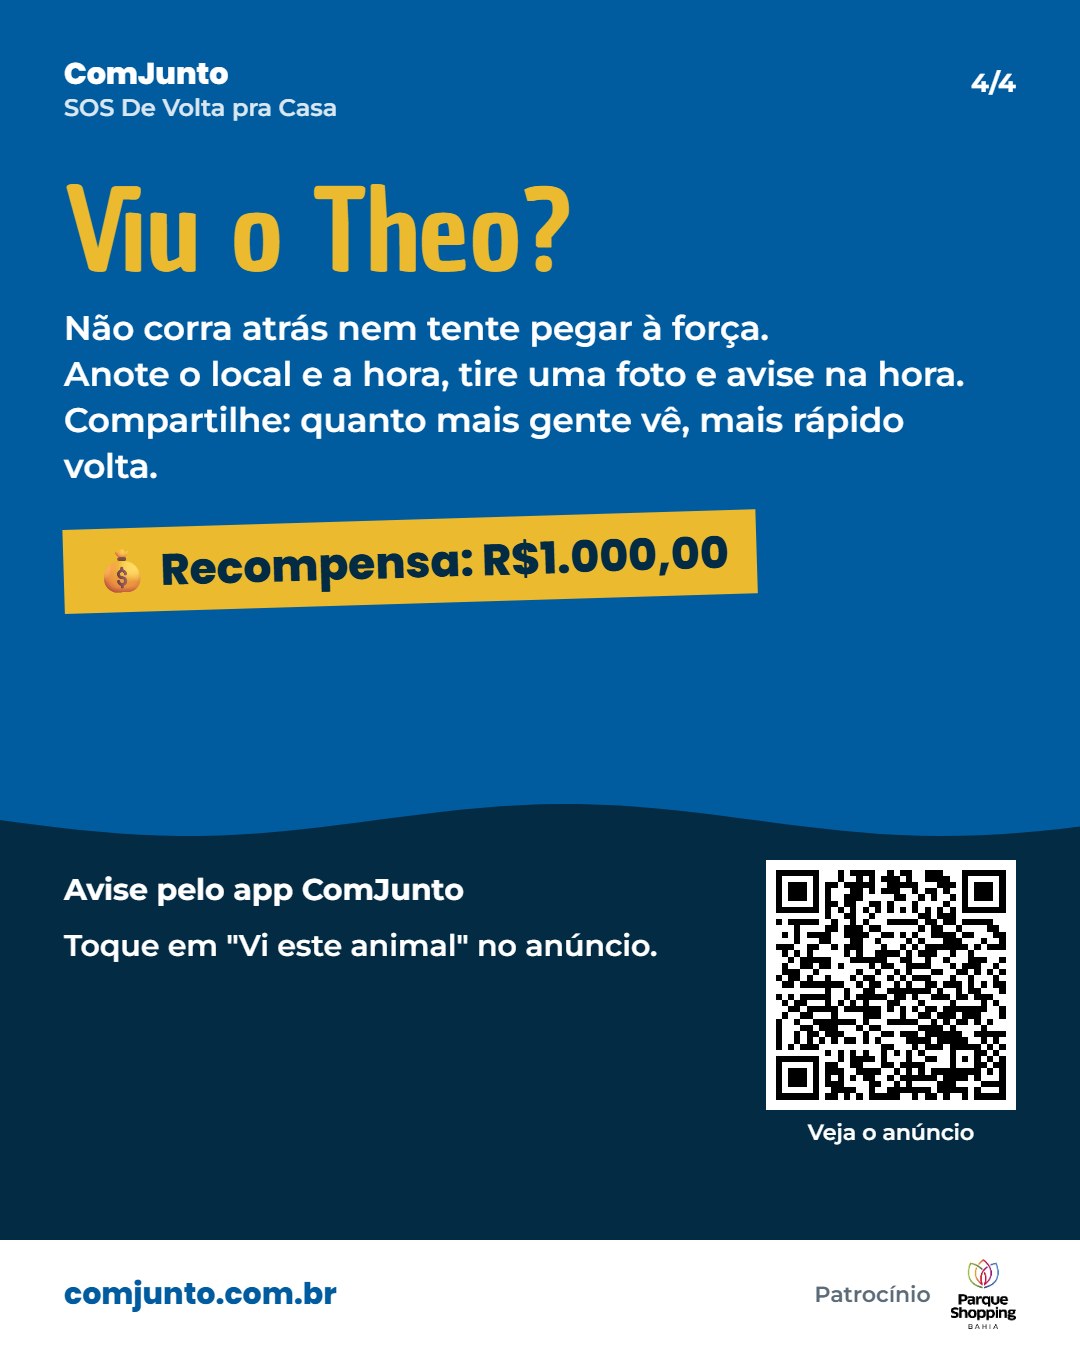 ComJunto
SOS De Volta pra Casa
4/4
Viu o Theo?
Não corra atrás nem tente pegar à força.
Anote o local e a hora, tire uma foto e avise na hora.
Compartilhe: quanto mais gente vê, mais rápido
volta.
Recompensa: R$1.000,00
Avise pelo app ComJunto
Toque em "Vi este animal" no anúncio.
Veja o anúncio
comjunto.com.br
Patrocínio
Parque
Shopping
BAHIA